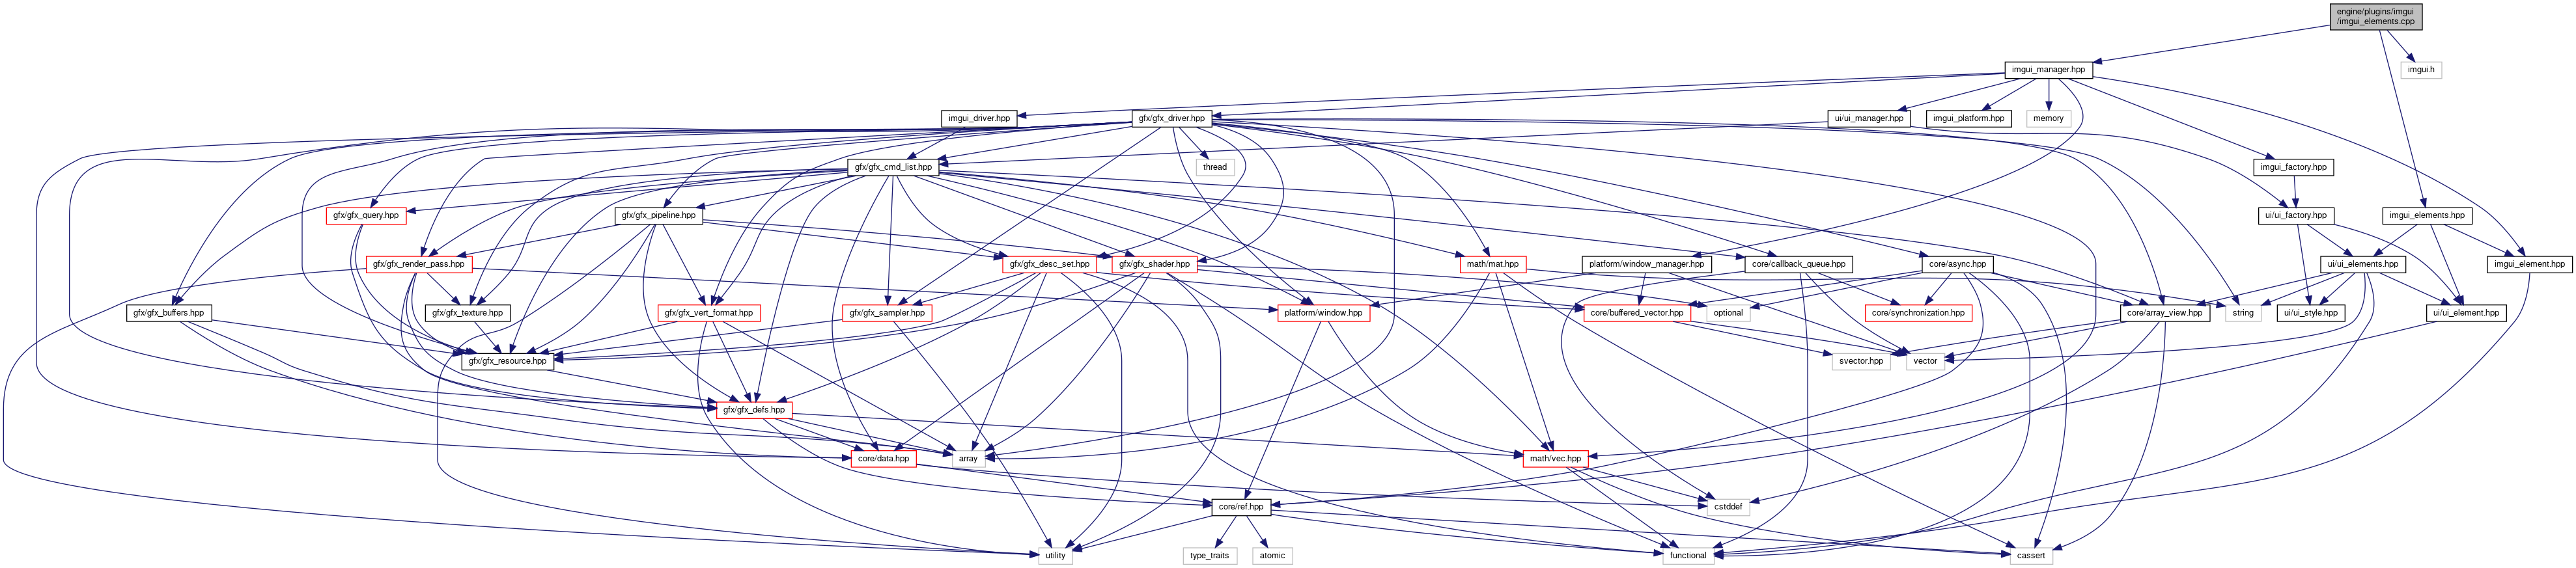 engine/plugins/imgui
/imgui_elements.cpp
imgui_manager.hpp
imgui.h
imgui_driver.hpp
gfx/gfx_driver.hpp
ui/ui_manager.hpp
imgui_platform.hpp
memory
gfx/gfx_cmd_list.hpp
thread
imgui_factory.hpp
gfx/gfx_query.hpp
gfx/gfx_pipeline.hpp
ui/ui_factory.hpp
imgui_elements.hpp
gfx/gfx_render_pass.hpp
gfx/gfx_desc_set.hpp
gfx/gfx_shader.hpp
math/mat.hpp
platform/window_manager.hpp
core/callback_queue.hpp
core/async.hpp
ui/ui_elements.hpp
imgui_element.hpp
gfx/gfx_buffers.hpp
gfx/gfx_texture.hpp
gfx/gfx_vert_format.hpp
gfx/gfx_sampler.hpp
platform/window.hpp
core/buffered_vector.hpp
optional
core/synchronization.hpp
core/array_view.hpp
string
ui/ui_style.hpp
ui/ui_element.hpp
gfx/gfx_resource.hpp
svector.hpp
vector
gfx/gfx_defs.hpp
core/data.hpp
array
math/vec.hpp
core/ref.hpp
cstddef
utility
type_traits
atomic
functional
cassert